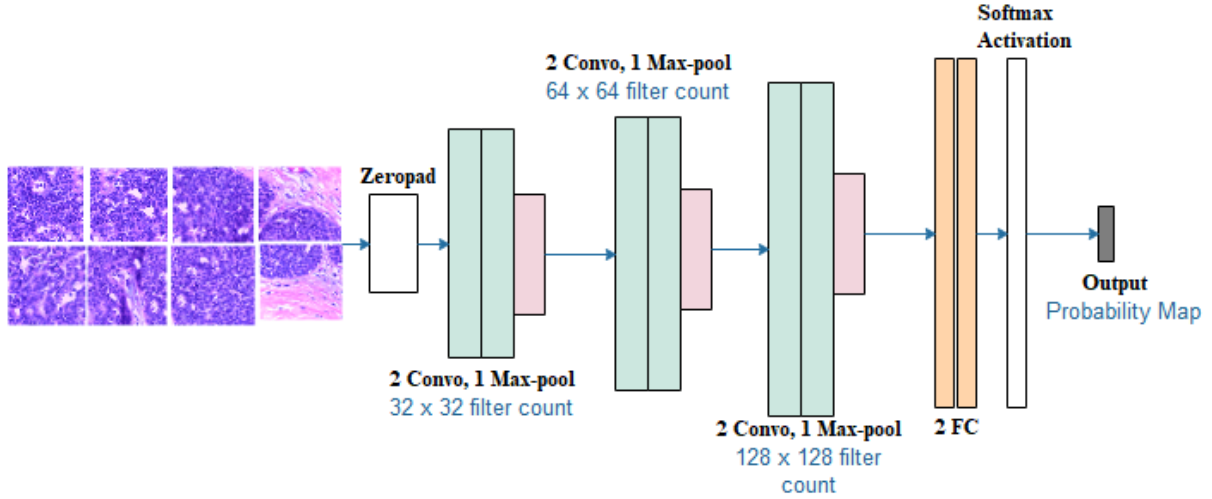 Zeropad
2 Convo, 1 Max-pool
32 x 32 filter count
2 Convo, 1 Max-pool
64 x 64 filter count
2 Convo, 1 Max-pool
128 x 128 filter
count
2 FC
Softmax
Activation
Output
Probability Map